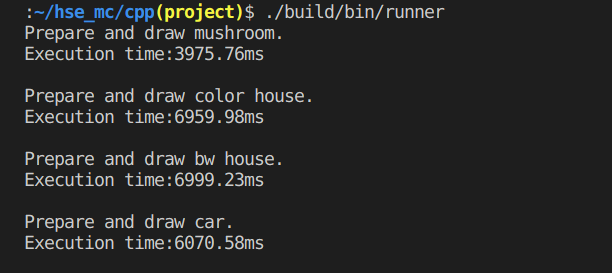 :~/hse_mc/cpp(project)$ ./build/bin/runner
Prepare and draw mushroom.
Execution time:3975.76ms
Prepare and draw color house.
Execution time:6959.98ms
Prepare and draw bw house.
Execution time:6999.23ms
Prepare and draw car.
Execution time:6070.58ms